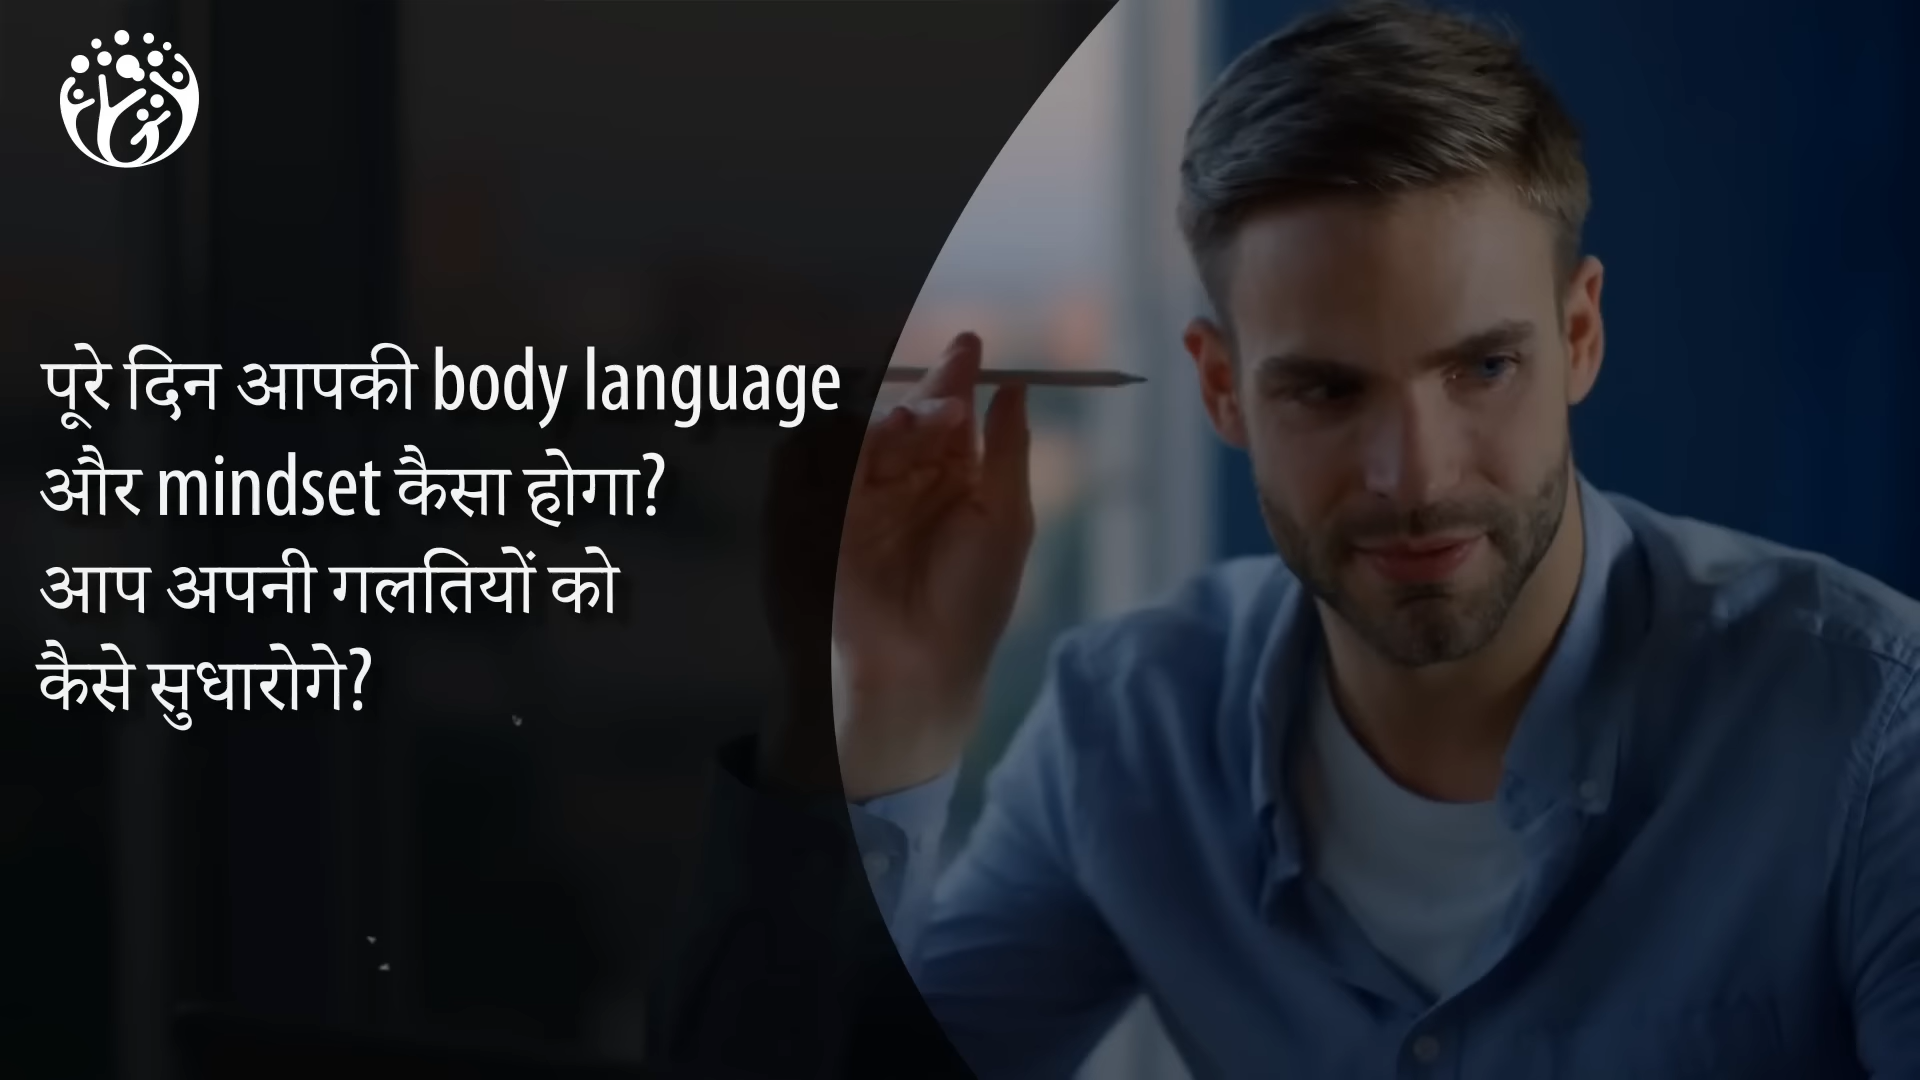 पूरे दिन आपकी body language
और mindset कैसा होगा?
आप अपनी गलतियों को
कैसे सुधारोगे?